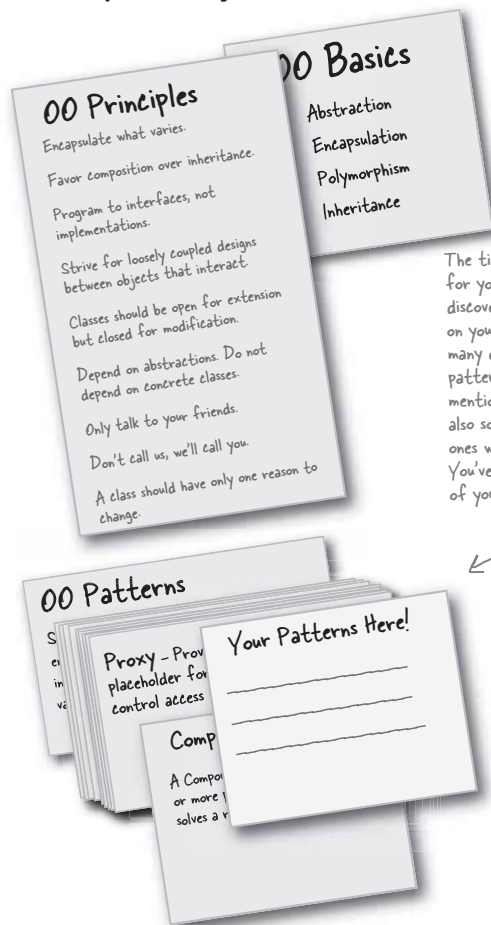 OO Principles
Encapsulate what varies.
Favor composition over inheritance.
Program to interfaces, not
implementations.
Strive for loosely coupled designs
between objects that interact.
Classes should be open for extension
but closed for modification.
Depend on abstractions. Do not
depend on concrete classes.
Only talk to your friends.
Don't call us, we'll call you.
A class should have only one reason to
change.
OO Basics
Abstraction
Encapsulation
Polymorphism
Inheritance
The ti
for yo
discove
on you
many
patter
mentio
also so
ones w
You've
of you
OO Patterns
S
e
in
va
Proxy - Prov
placeholder for
control access
Comp
A Compou
or more
solves a r
Your Patterns Here!